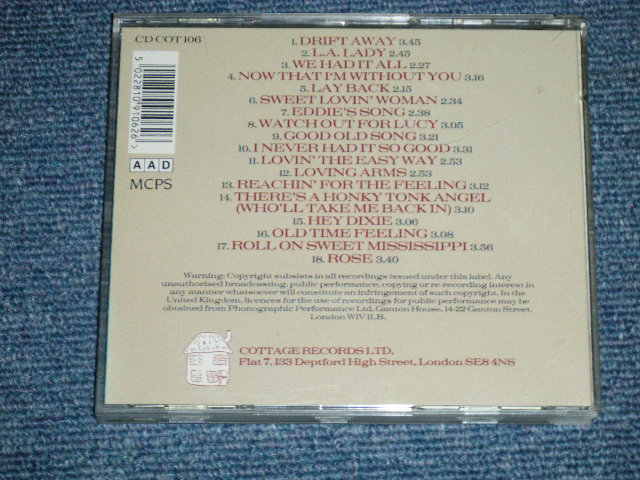 CD COT 106
1. DRIFT AWAY 3.45
2. L.A. LADY 2.45
3. WE HAD IT ALL 2.27
4. NOW THAT I'M WITHOUT YOU 3.16
5. LAY BACK 2.15
6. SWEET LOVIN' WOMAN 2.34
7. EDDIE'S SONG 2.38
8. WATCH OUT FOR LUCY 3.05
9. GOOD OLD SONG 3.21
10. I NEVER HAD IT SO GOOD 3.31
11. LOVIN' THE EASY WAY 2.53
12. LOVING ARMS 2.53
13. REACHIN' FOR THE FEELING 3.12
14. THERE'S A HONKY TONK ANGEL
(WHO'LL TAKE ME BACK IN) 3.10
15. HEY DIXIE 3.06
16. OLD TIME FEELING 3.08
17. ROLL ON SWEET MISSISSIPPI 3.56
18. ROSE 3.40
5 022810 910626 >
A A D
MCPS
Warning: Copyright subsists in all recordings issued under this label. Any
unauthorised broadcasting, public performance, copying or re-recording interest in
any manner whatsoever will constitute an infringement of such copyright. In the
United Kingdom, licences for the use of recordings for public performance may be
obtained from Phonographic Performance Ltd, Ganton House, 14-22 Ganton Street,
London W1V 1LB.
COTTAGE RECORDS LTD,
Flat 7, 133 Deptford High Street, London SE8 4NS